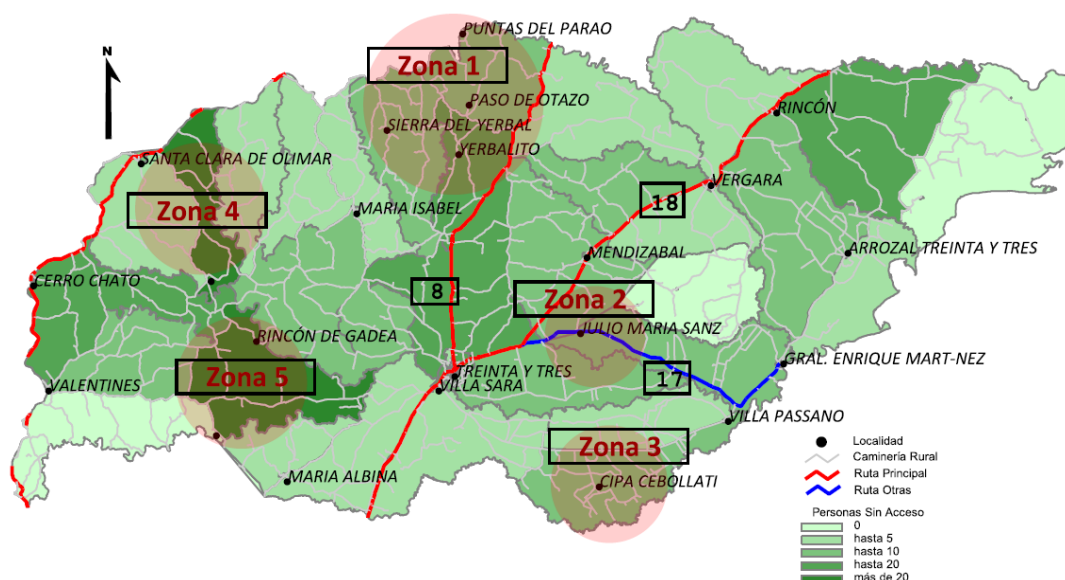 PUNTAS DEL PARAO
N
Zona 1
PASO DE OTAZO
RINCÓN
SIERRA DEL YERBAL
YERBALITO
SANTA CLARA DE OLIMAR
VERGARA
18
Zona 4
MARIA ISABEL
MENDIZABAL
ARROZAL TREINTA Y TRES
CERRO CHATO
8
Zona 2
JULIO MARIA SANZ
RINCÓN DE GADEA
GRAL. ENRIQUE MART-NEZ
Zona 5
TREINTA Y TRES
17
VALENTINES
VILLA SARA
VILLA PASSANO
Zona 3
MARIA ALBINA
CIPA CEBOLLATI
Localidad
Caminería Rural
Ruta Principal
Ruta Otras
Personas Sin Acceso
0
hasta 5
hasta 10
hasta 20
más de 20